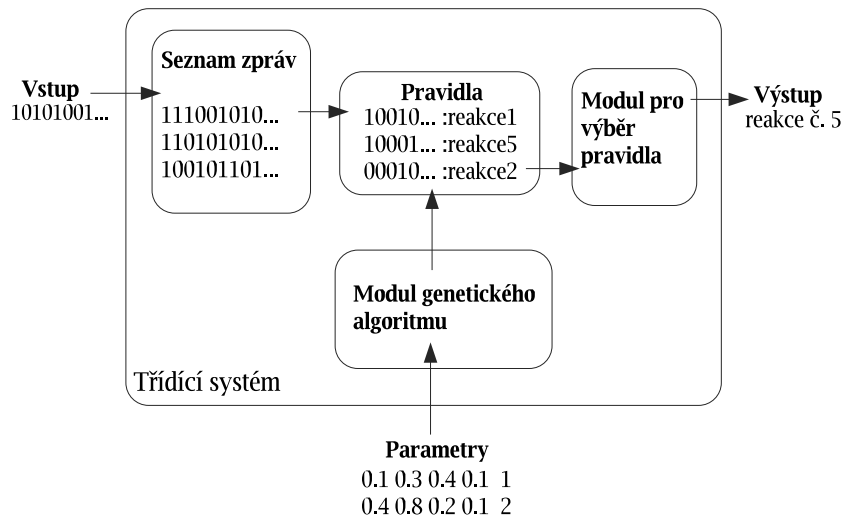 Vstup
10101001...
Seznam zpráv
111001010...
110101010...
100101101...
Pravidla
10010... :reakce1
10001... :reakce5
00010... :reakce2
Modul pro
výběr
pravidla
Výstup
reakce č. 5
Modul genetického
algoritmu
Třídící systém
Parametry
0.1 0.3 0.4 0.1 1
0.4 0.8 0.2 0.1 2